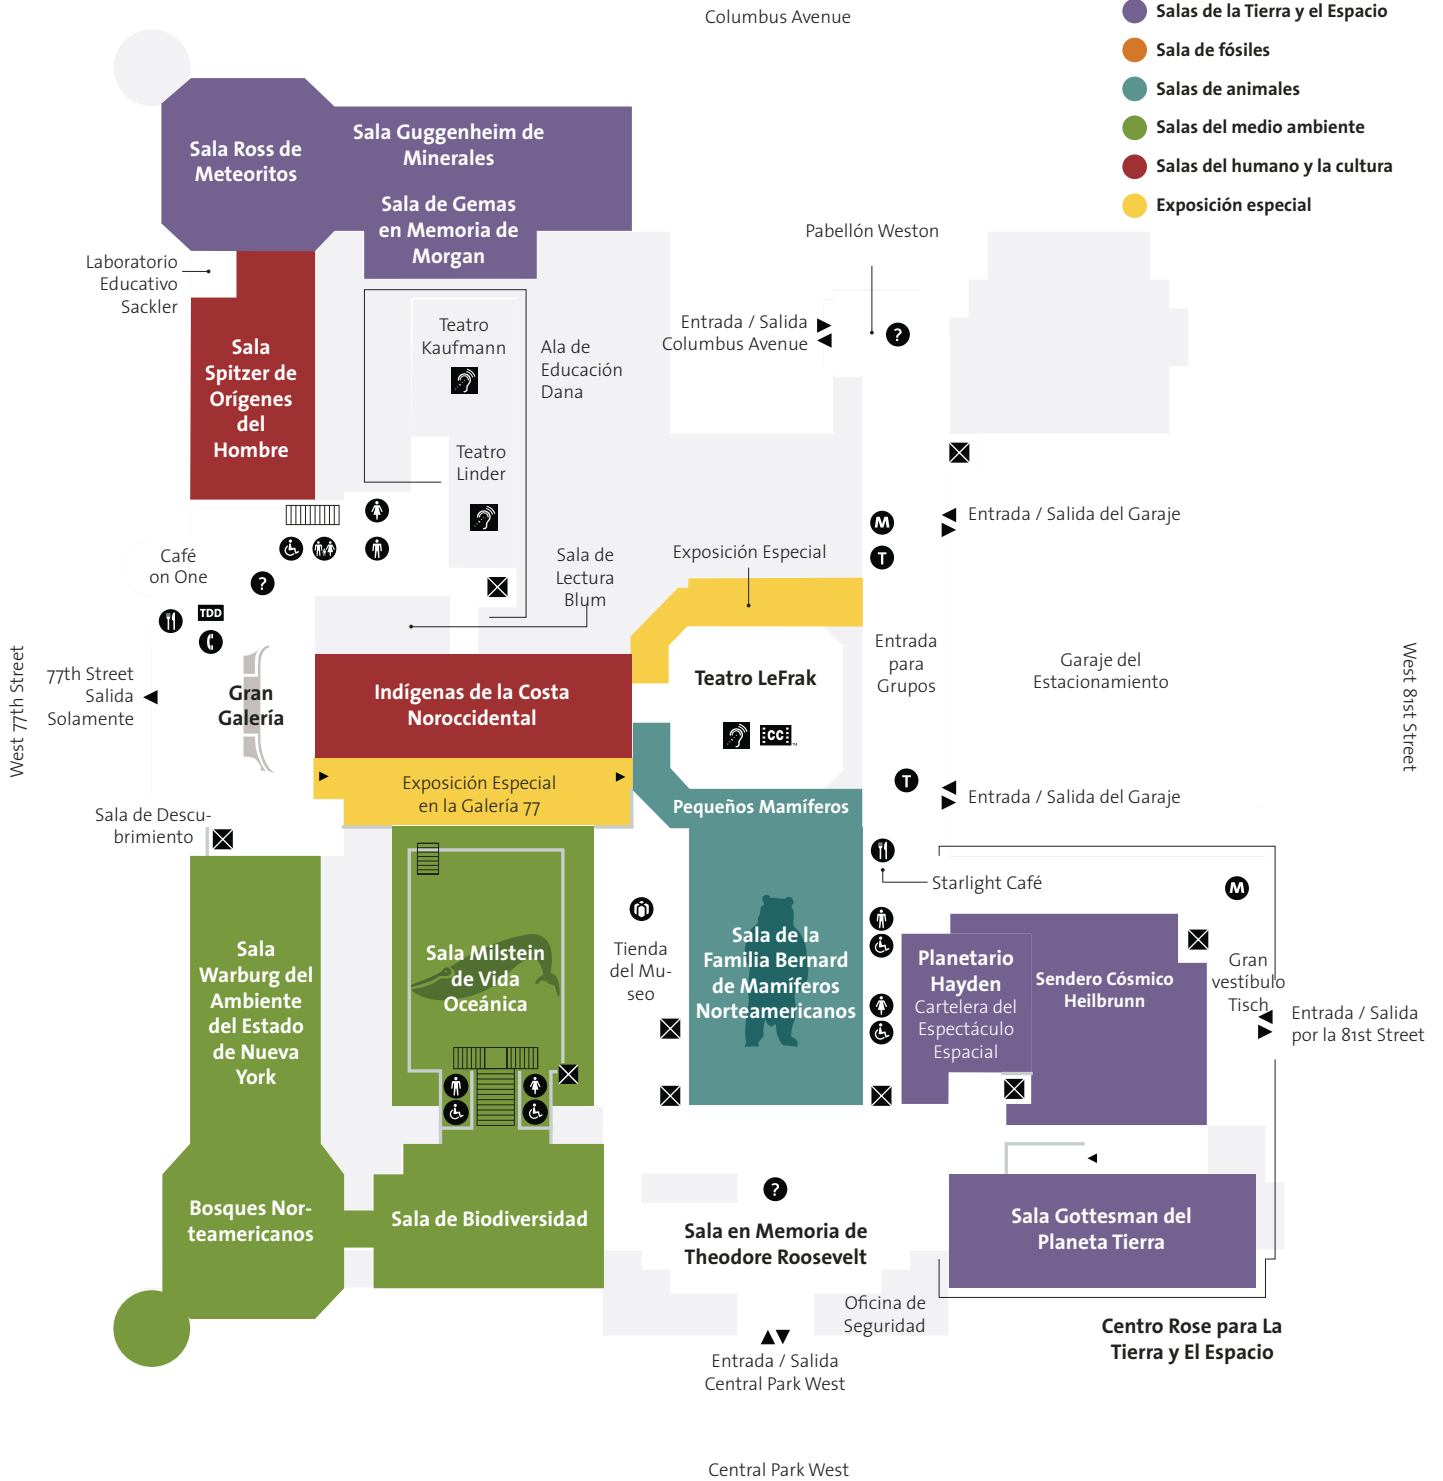 Columbus Avenue
Salas de la Tierra y el Espacio
Sala de fósiles
Salas de animales
Salas del medio ambiente
Salas del humano y la cultura
Exposición especial
Sala Ross de
Meteoritos
Sala Guggenheim de
Minerales
Sala de Gemas
en Memoria de
Morgan
Pabellón Weston
?
Laboratorio
Educativo
Sackler
Entrada / Salida
Columbus Avenue
Teatro
Kaufmann
Ala de
Educación
Dana
Sala
Spitzer de
Orígenes
del
Hombre
Teatro
Linder
M
T
Entrada / Salida del Garaje
Café
on One
?
TDD
Sala de
Lectura
Blum
Exposición Especial
Entrada
para
Grupos
Garaje del
Estacionamiento
West 77th Street
77th Street
Salida
Solamente
Gran
Galería
Indígenas de la Costa
Noroccidental
Teatro LeFrak
CC
West 81st Street
Exposición Especial
en la Galería 77
Pequeños Mamíferos
T
Entrada / Salida del Garaje
Sala de Descu-
brimiento
Starlight Café
M
Sala
Warburg del
Ambiente
del Estado
de Nueva
York
Sala Milstein
de Vida
Oceánica
Tienda
del Mu-
seo
Sala de la
Familia Bernard
de Mamíferos
Norteamericanos
Planetario
Hayden
Cartelera del
Espectáculo
Espacial
Sendero Cósmico
Heilbrunn
Gran
vestíbulo
Tisch
Entrada / Salida
por la 81st Street
Bosques Nor-
teamericanos
Sala de Biodiversidad
?
Sala en Memoria de
Theodore Roosevelt
Sala Gottesman del
Planeta Tierra
Oficina de
Seguridad
Centro Rose para La
Tierra y El Espacio
Entrada / Salida
Central Park West
Central Park West